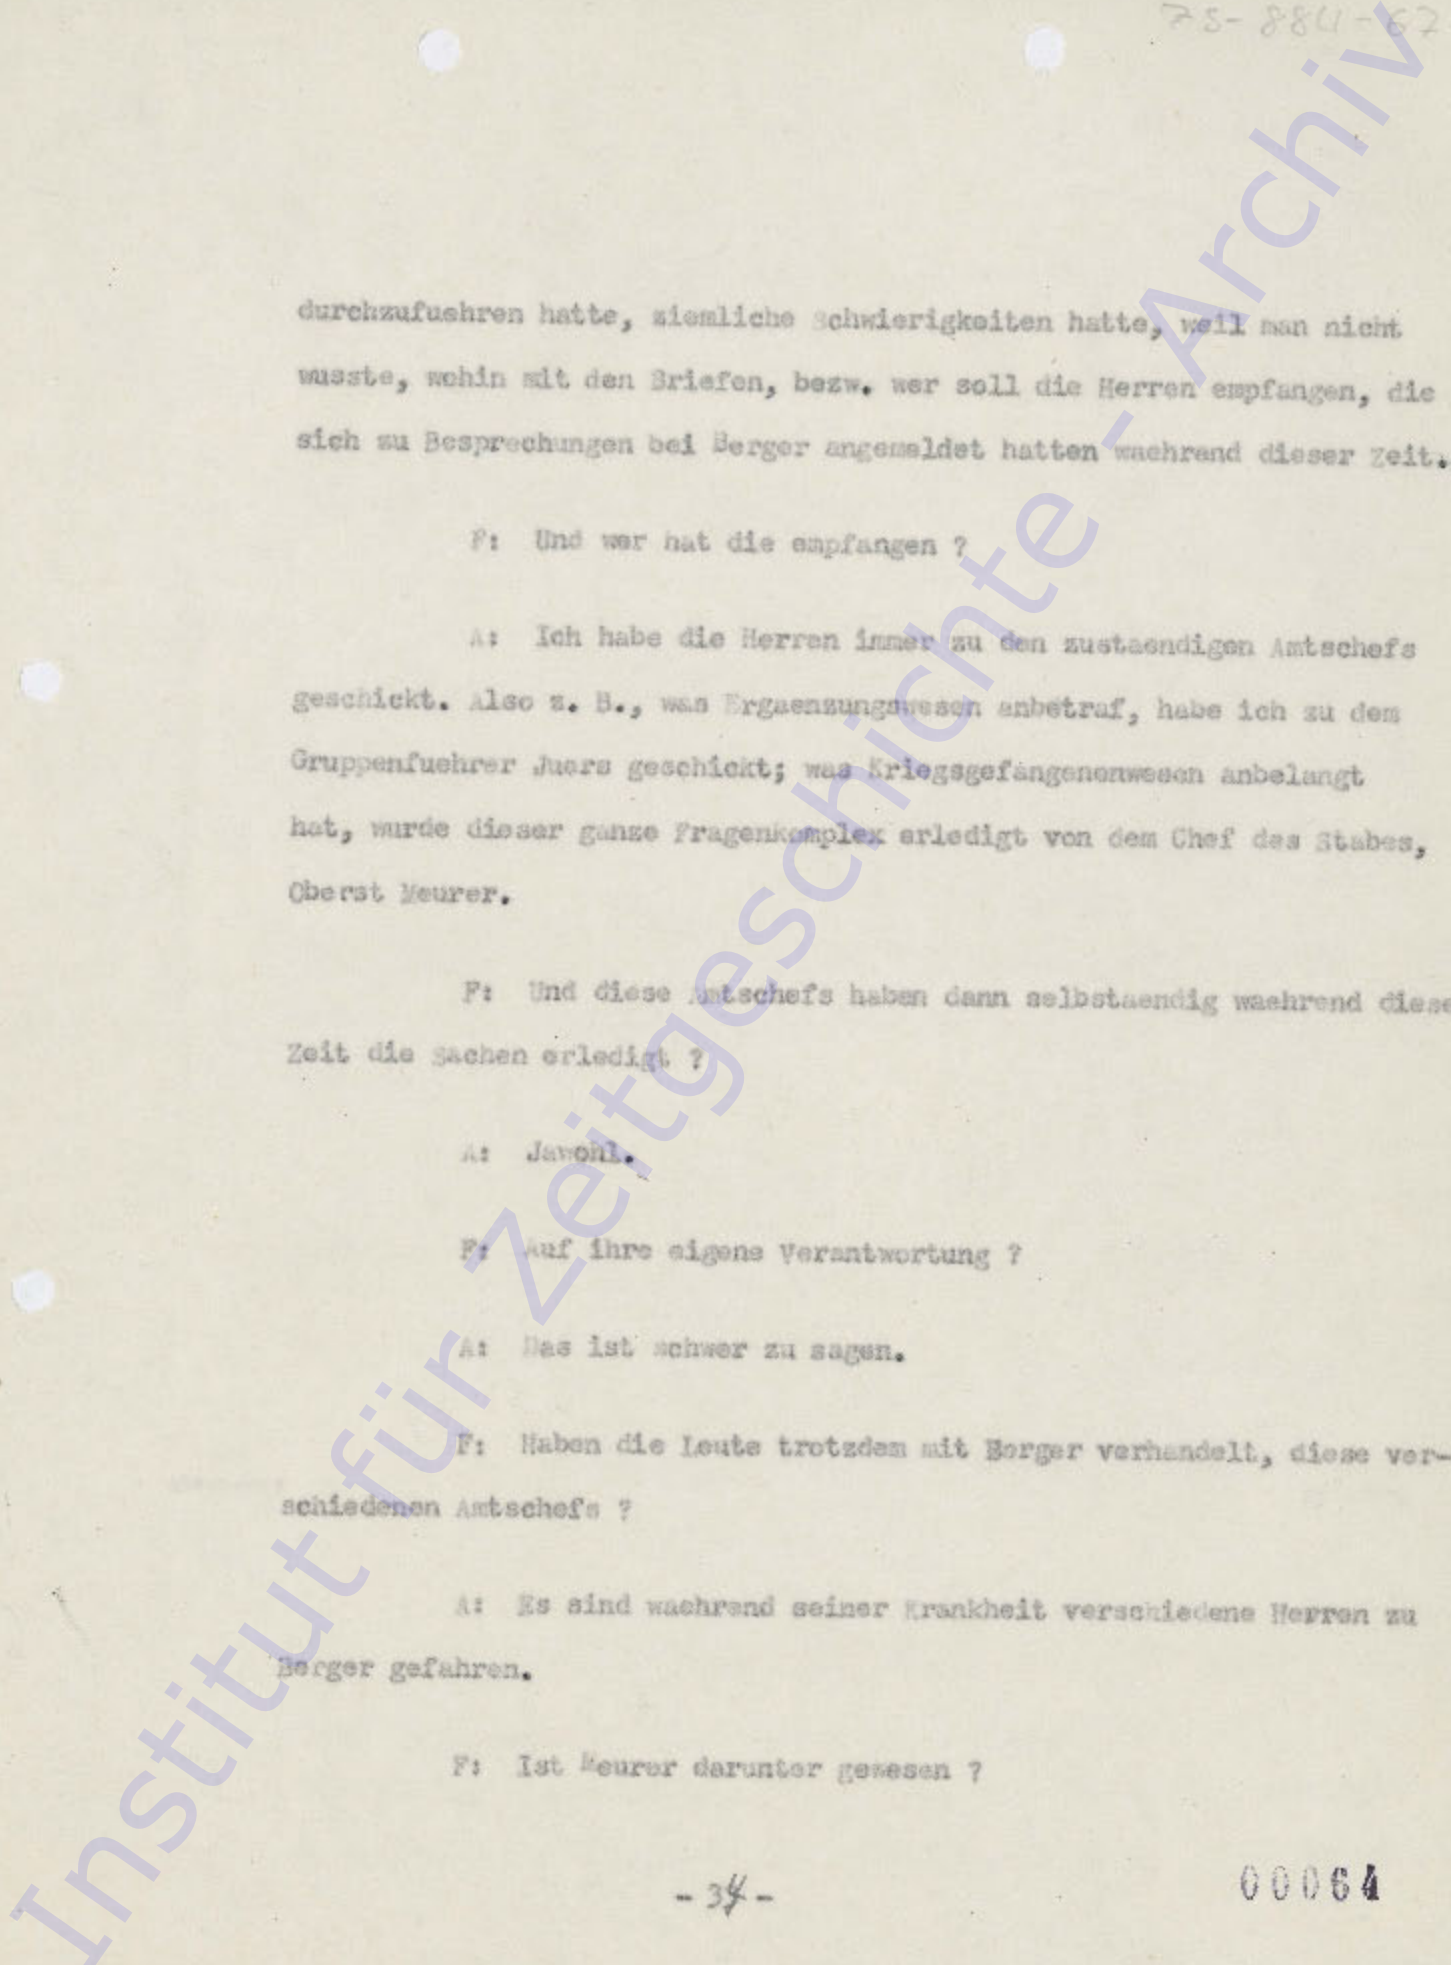 ZS-884-67
durchzufuehren hatte, ziemliche Schwierigkeiten hatte, weil man nicht
wusste, wohin mit den Briefen, bezw. wer soll die Herren empfangen, die
sich zu Besprechungen bei Berger angemeldet hatten waehrend dieser Zeit.
F: Und wer hat die empfangen ?
A: Ich habe die Herren immer zu den zustaendigen Amtschefs
geschickt. Also z. B., was Ergaenzungswesen anbetraf, habe ich zu dem
Gruppenfuehrer Juers geschickt; was Kriegsgefangenenwesen anbelangt
hat, wurde dieser ganze Fragenkomplex erledigt von dem Chef des Stabes,
Oberst Meurer.
F: Und diese Amtschefs haben dann selbstaendig waehrend diese
Zeit die Sachen erledigt ?
A: Jawohl.
F: Auf ihre eigene Verantwortung ?
A: Das ist schwer zu sagen.
F: Haben die Leute trotzdem mit Berger verhandelt, diese ver-
schiedenen Amtschefs ?
A: Es sind waehrend seiner Krankheit verschiedene Herren zu
Berger gefahren.
F: Ist Meurer darunter gewesen ?
- 34 -
00064
Institut für Zeitgeschichte - Archiv